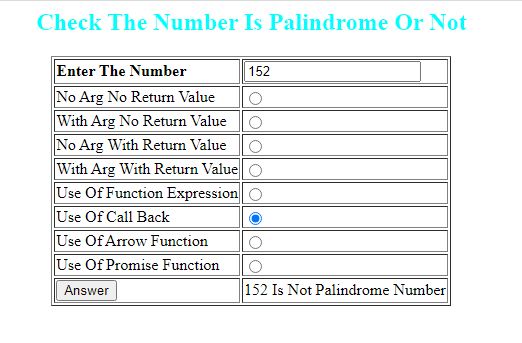 Check The Number Is Palindrome Or Not
Enter The Number 152
No Arg No Return Value
With Arg No Return Value
No Arg With Return Value
With Arg With Return Value
Use Of Function Expression
Use Of Call Back
Use Of Arrow Function
Use Of Promise Function
Answer 152 Is Not Palindrome Number